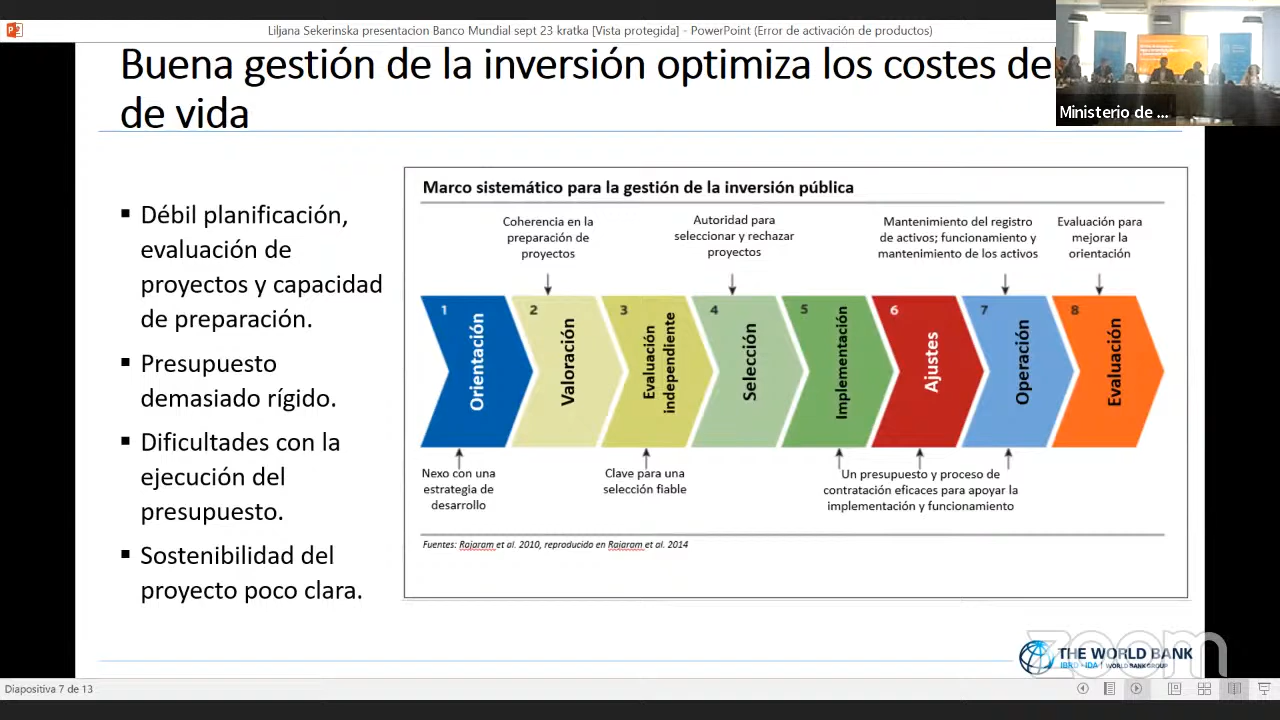 Liljana Sekerinska presentacion Banco Mundial sept 23 kratka [Vista protegida] - PowerPoint (Error de activación de productos)
Buena gestión de la inversión optimiza los costes del
de vida
Ministerio de ...
▪ Débil planificación,
evaluación de
proyectos y capacidad
de preparación.
▪ Presupuesto
demasiado rígido.
▪ Dificultades con la
ejecución del
presupuesto.
▪ Sostenibilidad del
proyecto poco clara.
Marco sistemático para la gestión de la inversión pública
Coherencia en la
preparación de
proyectos
Autoridad para
seleccionar y rechazar
proyectos
Mantenimiento del registro
de activos; funcionamiento y
mantenimiento de los activos
Evaluación para
mejorar la
orientación
1 Orientación
2 Valoración
3 Evaluación
independiente
4 Selección
5 Implementación
6 Ajustes
7 Operación
8 Evaluación
Nexo con una
estrategia de
desarrollo
Clave para una
selección fiable
Un presupuesto y proceso de
contratación eficaces para apoyar la
implementación y funcionamiento
Fuentes: Rajaram et al. 2010, reproducido en Rajaram et al. 2014
zoom
THE WORLD BANK
IBRD • IDA | WORLD BANK GROUP
Diapositiva 7 de 13